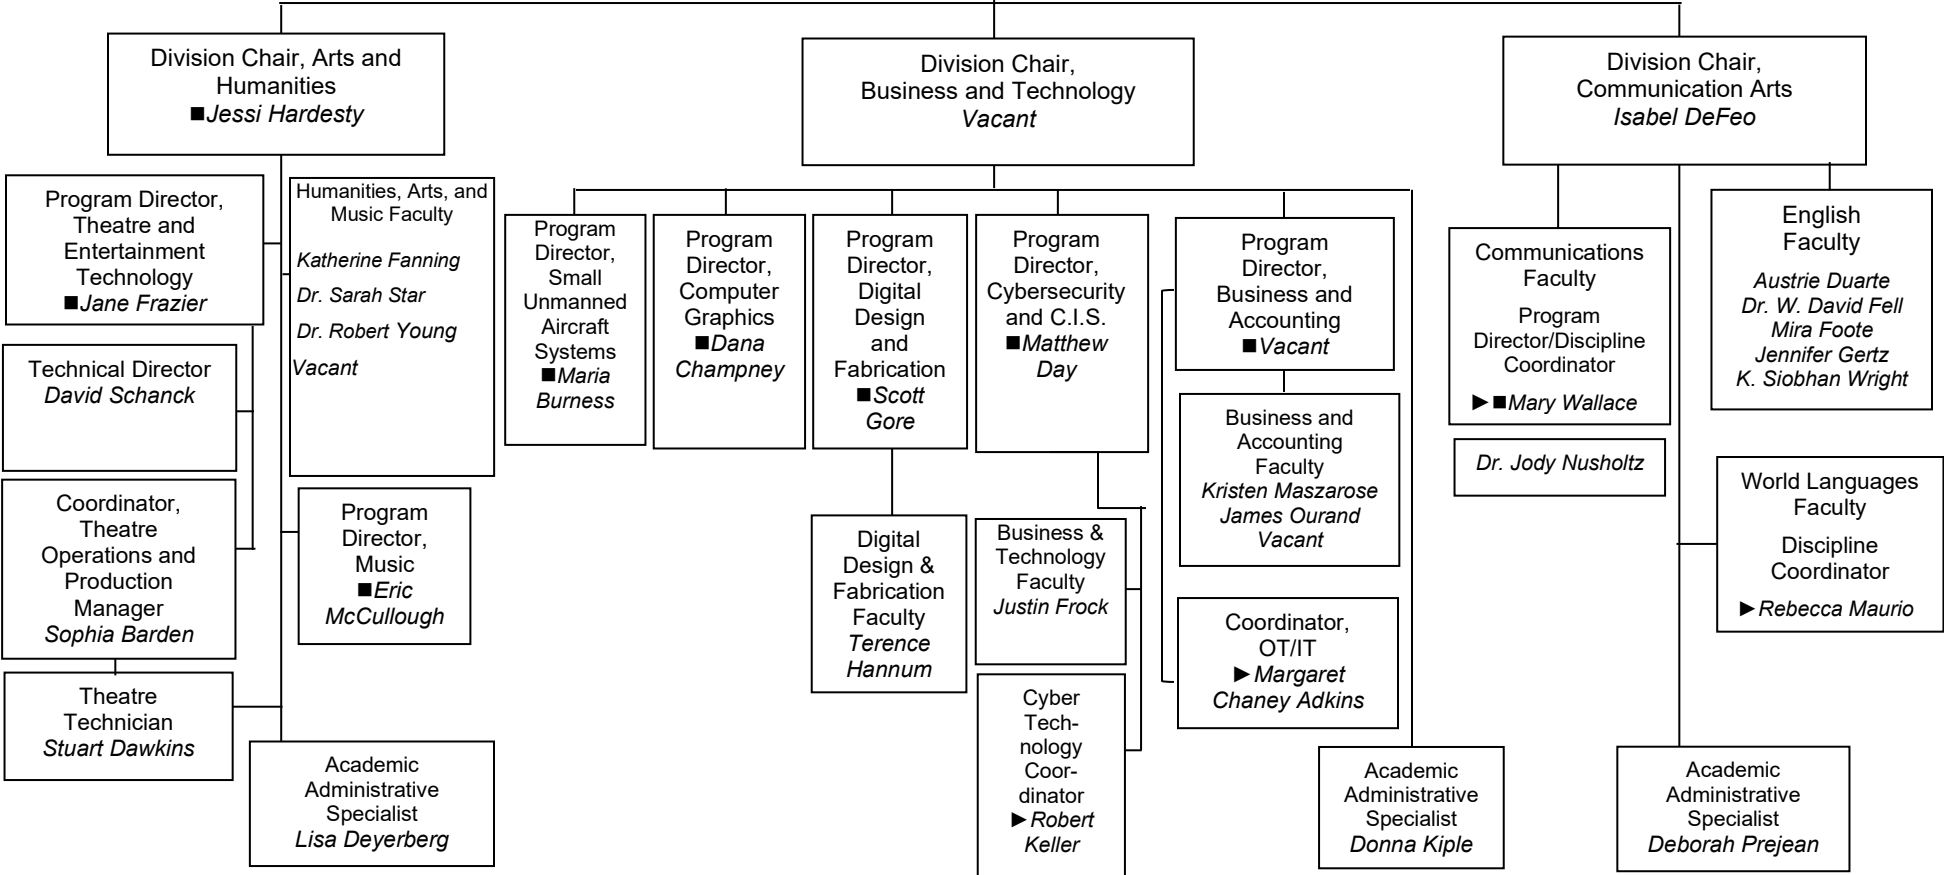 Division Chair, Arts and
Humanities
■Jessi Hardesty
Division Chair,
Business and Technology
Vacant
Division Chair,
Communication Arts
Isabel DeFeo
Program Director,
Theatre and
Entertainment
Technology
■Jane Frazier
Humanities, Arts, and
Music Faculty
Katherine Fanning
Dr. Sarah Star
Dr. Robert Young
Vacant
Technical Director
David Schanck
Coordinator,
Theatre
Operations and
Production
Manager
Sophia Barden
Program
Director,
Music
■Eric
McCullough
Theatre
Technician
Stuart Dawkins
Academic
Administrative
Specialist
Lisa Deyerberg
Program
Director,
Small
Unmanned
Aircraft
Systems
■Maria
Burness
Program
Director,
Computer
Graphics
■Dana
Champney
Program
Director,
Digital
Design
and
Fabrication
■Scott
Gore
Program
Director,
Cybersecurity
and C.I.S.
■Matthew
Day
Program
Director,
Business and
Accounting
■Vacant
Digital
Design &
Fabrication
Faculty
Terence
Hannum
Business &
Technology
Faculty
Justin Frock
Cyber
Tech-
nology
Coor-
dinator
►Robert
Keller
Business and
Accounting
Faculty
Kristen Maszarose
James Ourand
Vacant
Coordinator,
OT/IT
►Margaret
Chaney Adkins
Academic
Administrative
Specialist
Donna Kiple
Communications
Faculty
Program
Director/Discipline
Coordinator
►■Mary Wallace
Dr. Jody Nusholtz
English
Faculty
Austrie Duarte
Dr. W. David Fell
Mira Foote
Jennifer Gertz
K. Siobhan Wright
World Languages
Faculty
Discipline
Coordinator
►Rebecca Maurio
Academic
Administrative
Specialist
Deborah Prejean